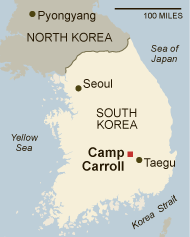 Pyongyang
100 MILES
NORTH KOREA
Sea of
Japan
Seoul
SOUTH
KOREA
Yellow
Sea
Camp
Carroll
Taegu
Korea Strait